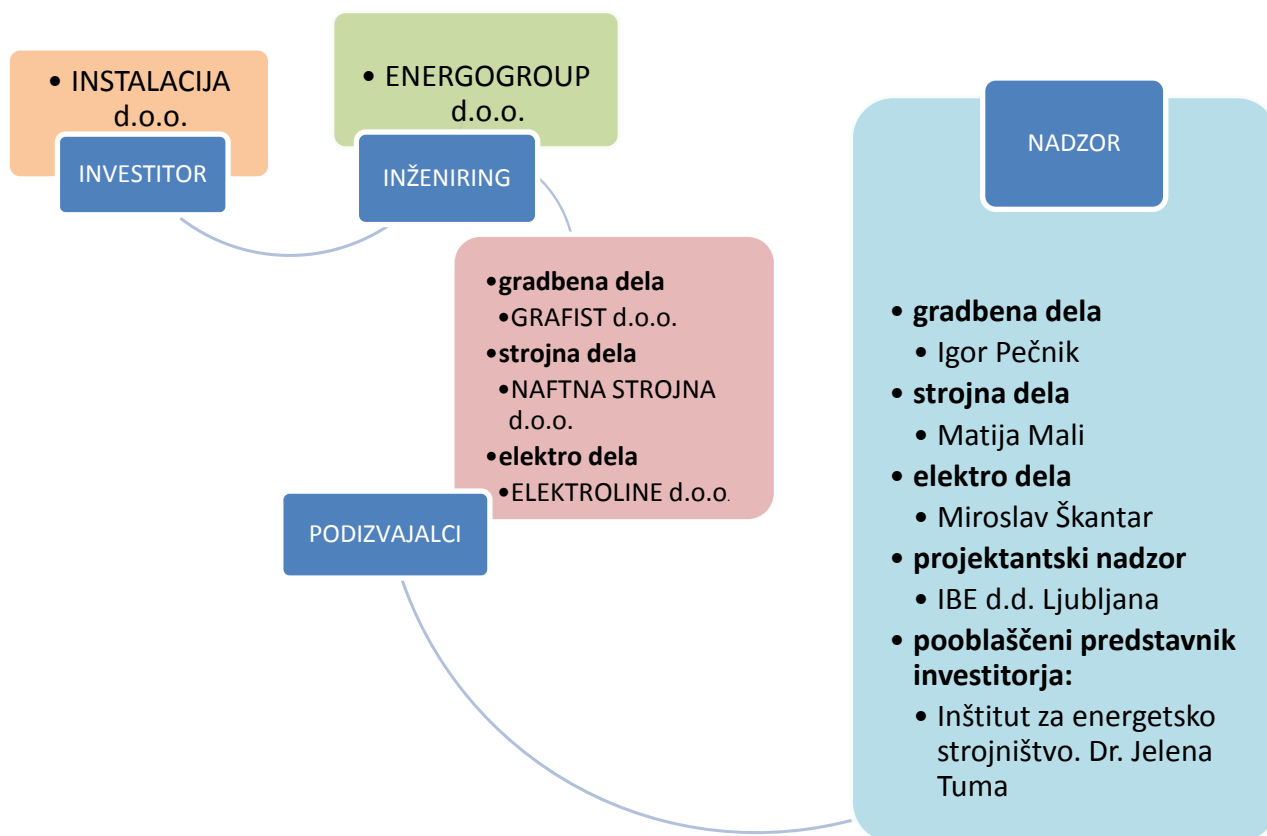 • INSTALACIJA
d.o.o.
INVESTITOR
• ENERGOGROUP
d.o.o.
INŽENIRING
•gradbena dela
•GRAFIST d.o.o.
•strojna dela
•NAFTNA STROJNA
d.o.o.
•elektro dela
•ELEKTROLINE d.o.o.
PODIZVAJALCI
NADZOR
• gradbena dela
• Igor Pečnik
• strojna dela
• Matija Mali
• elektro dela
• Miroslav Škantar
• projektantski nadzor
• IBE d.d. Ljubljana
• pooblaščeni predstavnik
investitorja:
• Inštitut za energetsko
strojništvo. Dr. Jelena
Tuma